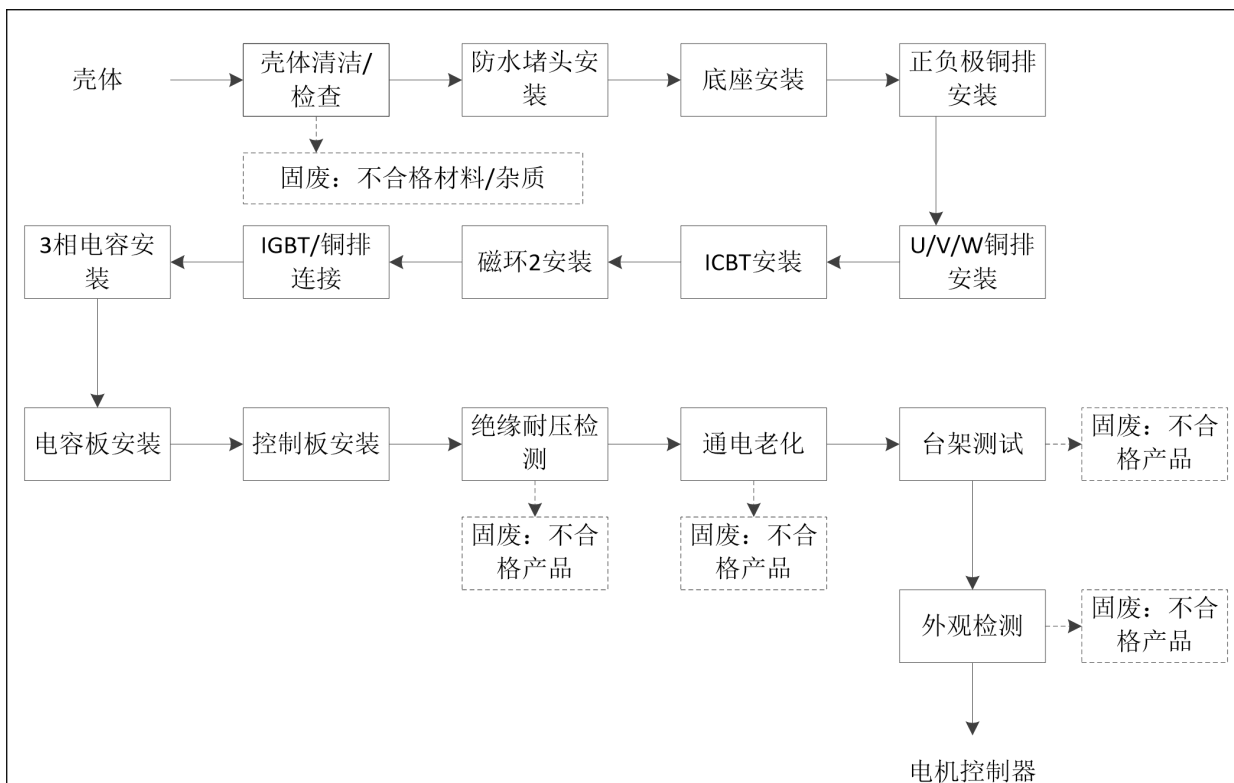 壳体
壳体清洁/
检查
防水堵头安
装
底座安装
正负极铜排
安装
固废：不合格材料/杂质
3相电容安
装
IGBT/铜排
连接
磁环2安装
ICBT安装
U/V/W铜排
安装
电容板安装
控制板安装
绝缘耐压检
测
通电老化
台架测试
固废：不合
格产品
固废：不合
格产品
固废：不合
格产品
外观检测
固废：不合
格产品
电机控制器